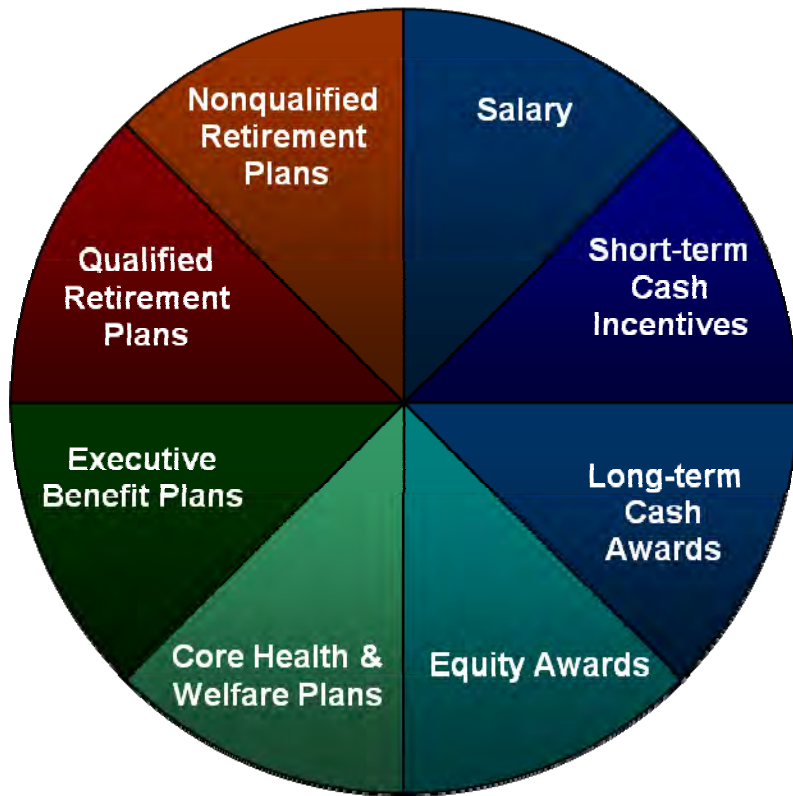 Nonqualified
Retirement
Plans
Salary
Short-term
Cash
Incentives
Long-term
Cash
Awards
Equity Awards
Core Health &
Welfare Plans
Executive
Benefit Plans
Qualified
Retirement
Plans